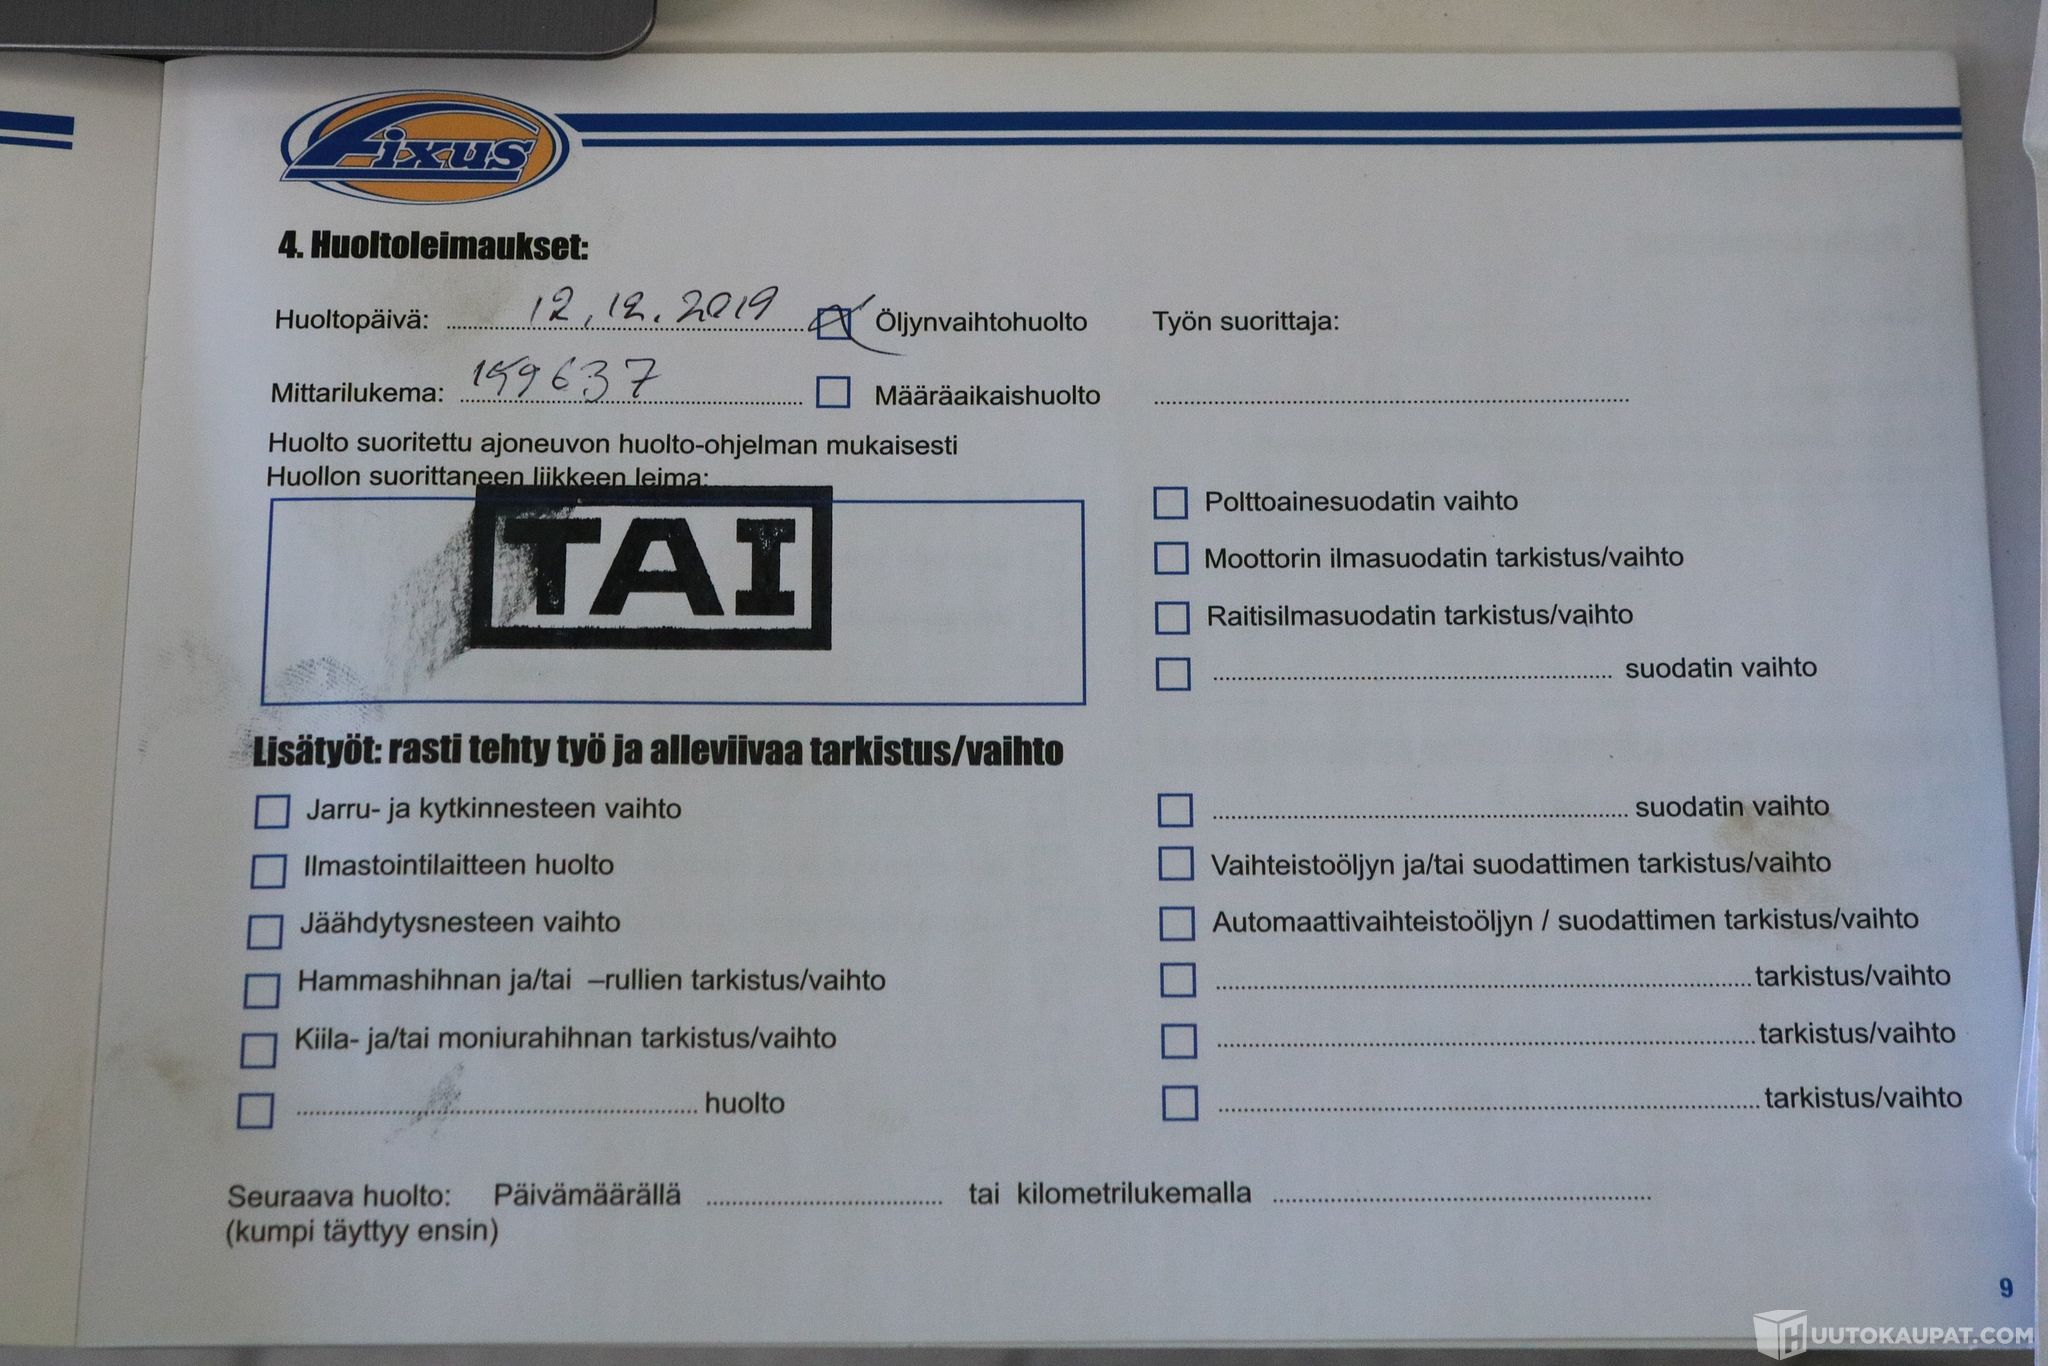 Fixus
4. Huoltoleimaukset:
Huoltopäivä: 12.12.2019 Öljynvaihtohuolto Työn suorittaja:
Mittarilukema: 159637 Määräaikaishuolto
Huolto suoritettu ajoneuvon huolto-ohjelman mukaisesti
Huollon suorittaneen liikkeen leima:
TAI
Polttoainesuodatin vaihto
Moottorin ilmasuodatin tarkistus/vaihto
Raitisilmasuodatin tarkistus/vaihto
suodatin vaihto
Lisätyöt: rasti tehty työ ja alleviivaa tarkistus/vaihto
Jarru- ja kytkinnesteen vaihto
Ilmastointilaitteen huolto
Jäähdytysnesteen vaihto
Hammashihnan ja/tai –rullien tarkistus/vaihto
Kiila- ja/tai moniurahihnan tarkistus/vaihto
huolto
suodatin vaihto
Vaihteistoöljyn ja/tai suodattimen tarkistus/vaihto
Automaattivaihteistoöljyn / suodattimen tarkistus/vaihto
tarkistus/vaihto
tarkistus/vaihto
tarkistus/vaihto
Seuraava huolto: Päivämäärällä tai kilometrilukemalla
(kumpi täyttyy ensin)
9
HUUTOKAUPAT.COM